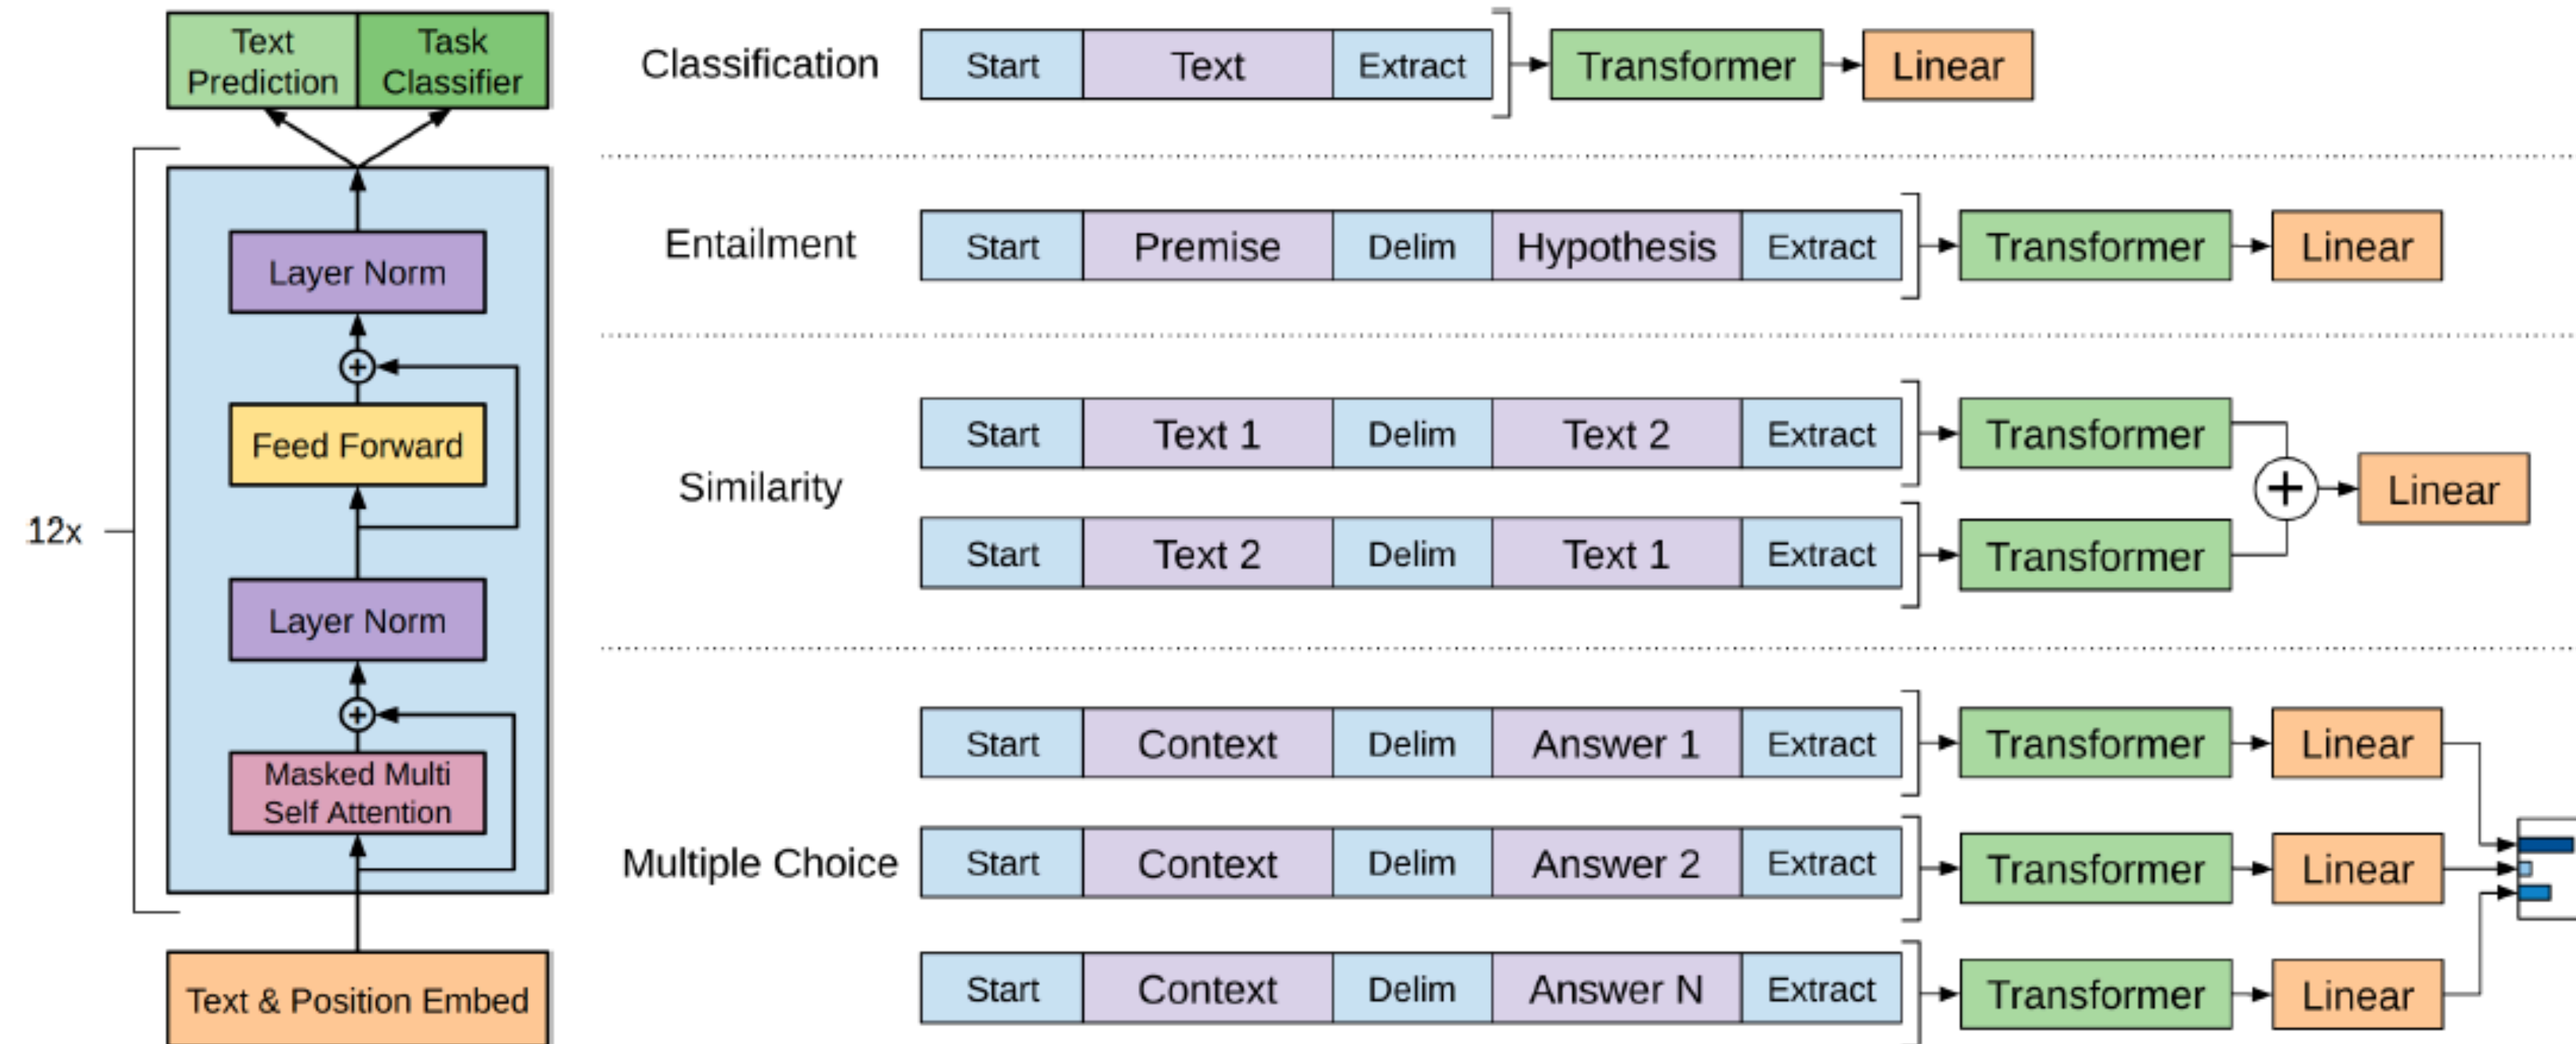 Text
Prediction
Task
Classifier
12x
Layer Norm
+
Feed Forward
Layer Norm
+
Masked Multi
Self Attention
Text & Position Embed
Classification
Start Text Extract Transformer Linear
Entailment
Start Premise Delim Hypothesis Extract Transformer Linear
Similarity
Start Text 1 Delim Text 2 Extract Transformer
+ Linear
Start Text 2 Delim Text 1 Extract Transformer
Multiple Choice
Start Context Delim Answer 1 Extract Transformer Linear
Start Context Delim Answer 2 Extract Transformer Linear
Start Context Delim Answer N Extract Transformer Linear